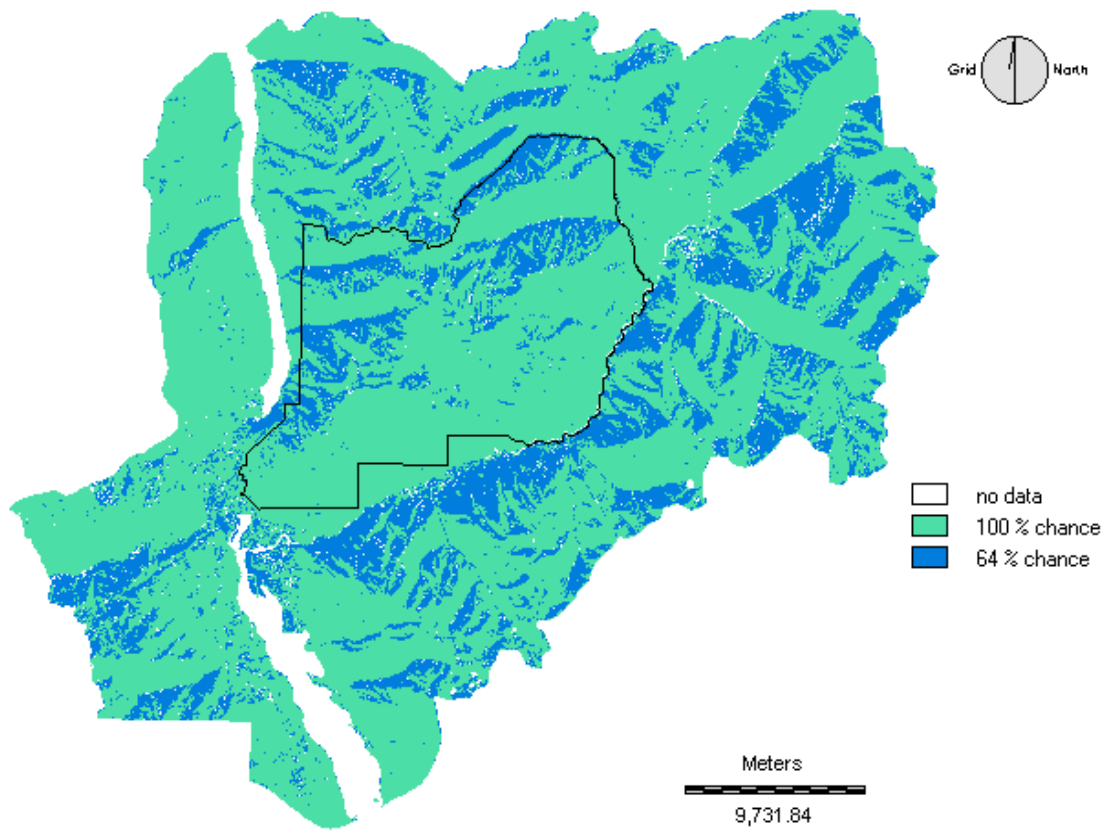 Grid North
no data
100 % chance
64 % chance
Meters
9,731.84